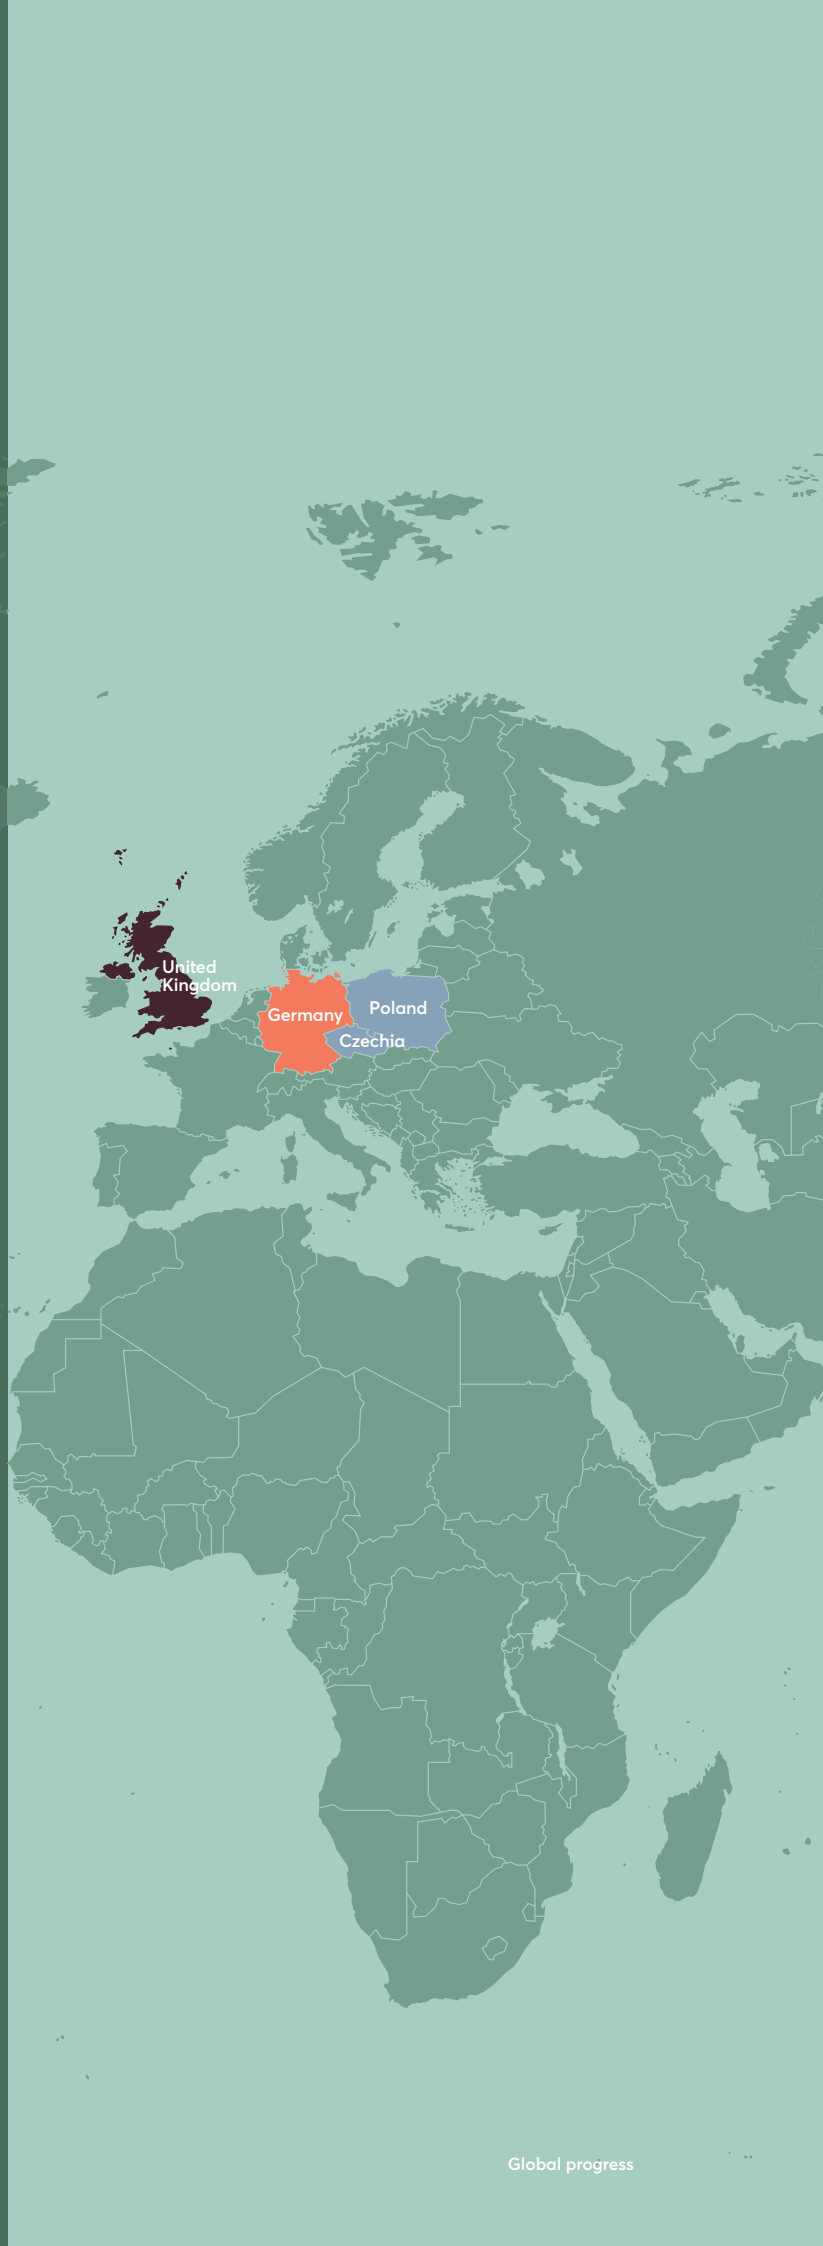 United
Kingdom
Poland
Germany
Czechia
Global progress